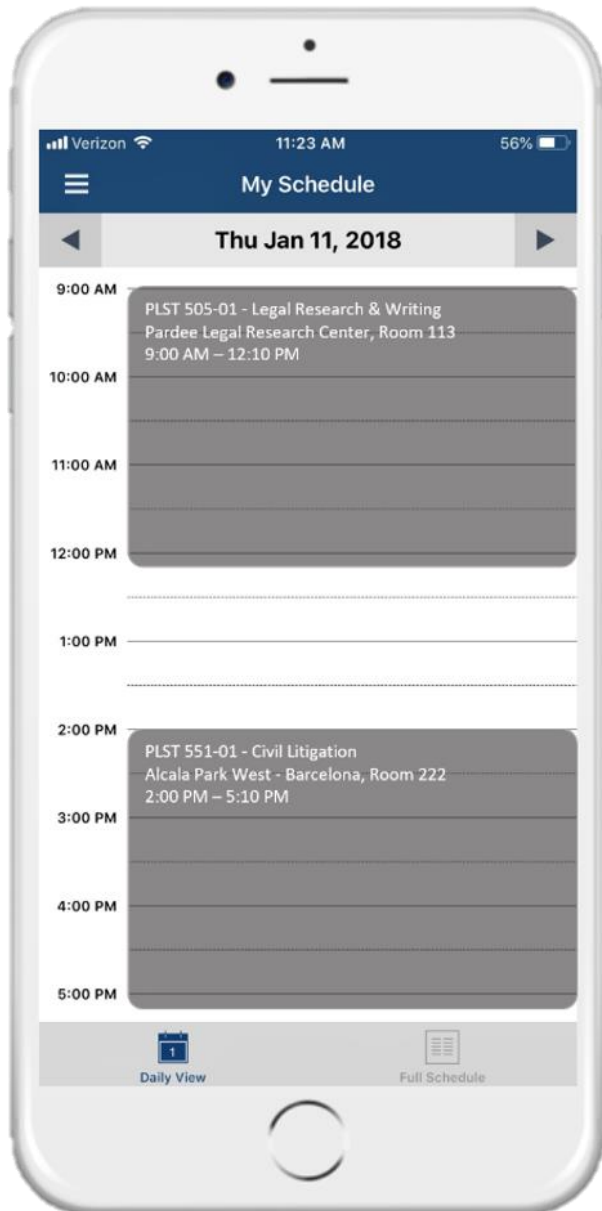 Verizon 11:23 AM 56%
My Schedule
Thu Jan 11, 2018
9:00 AM
PLST 505-01 - Legal Research & Writing
Pardee Legal Research Center, Room 113
9:00 AM – 12:10 PM
10:00 AM
11:00 AM
12:00 PM
1:00 PM
2:00 PM
PLST 551-01 - Civil Litigation
Alcala Park West - Barcelona, Room 222
2:00 PM – 5:10 PM
3:00 PM
4:00 PM
5:00 PM
1
Daily View Full Schedule